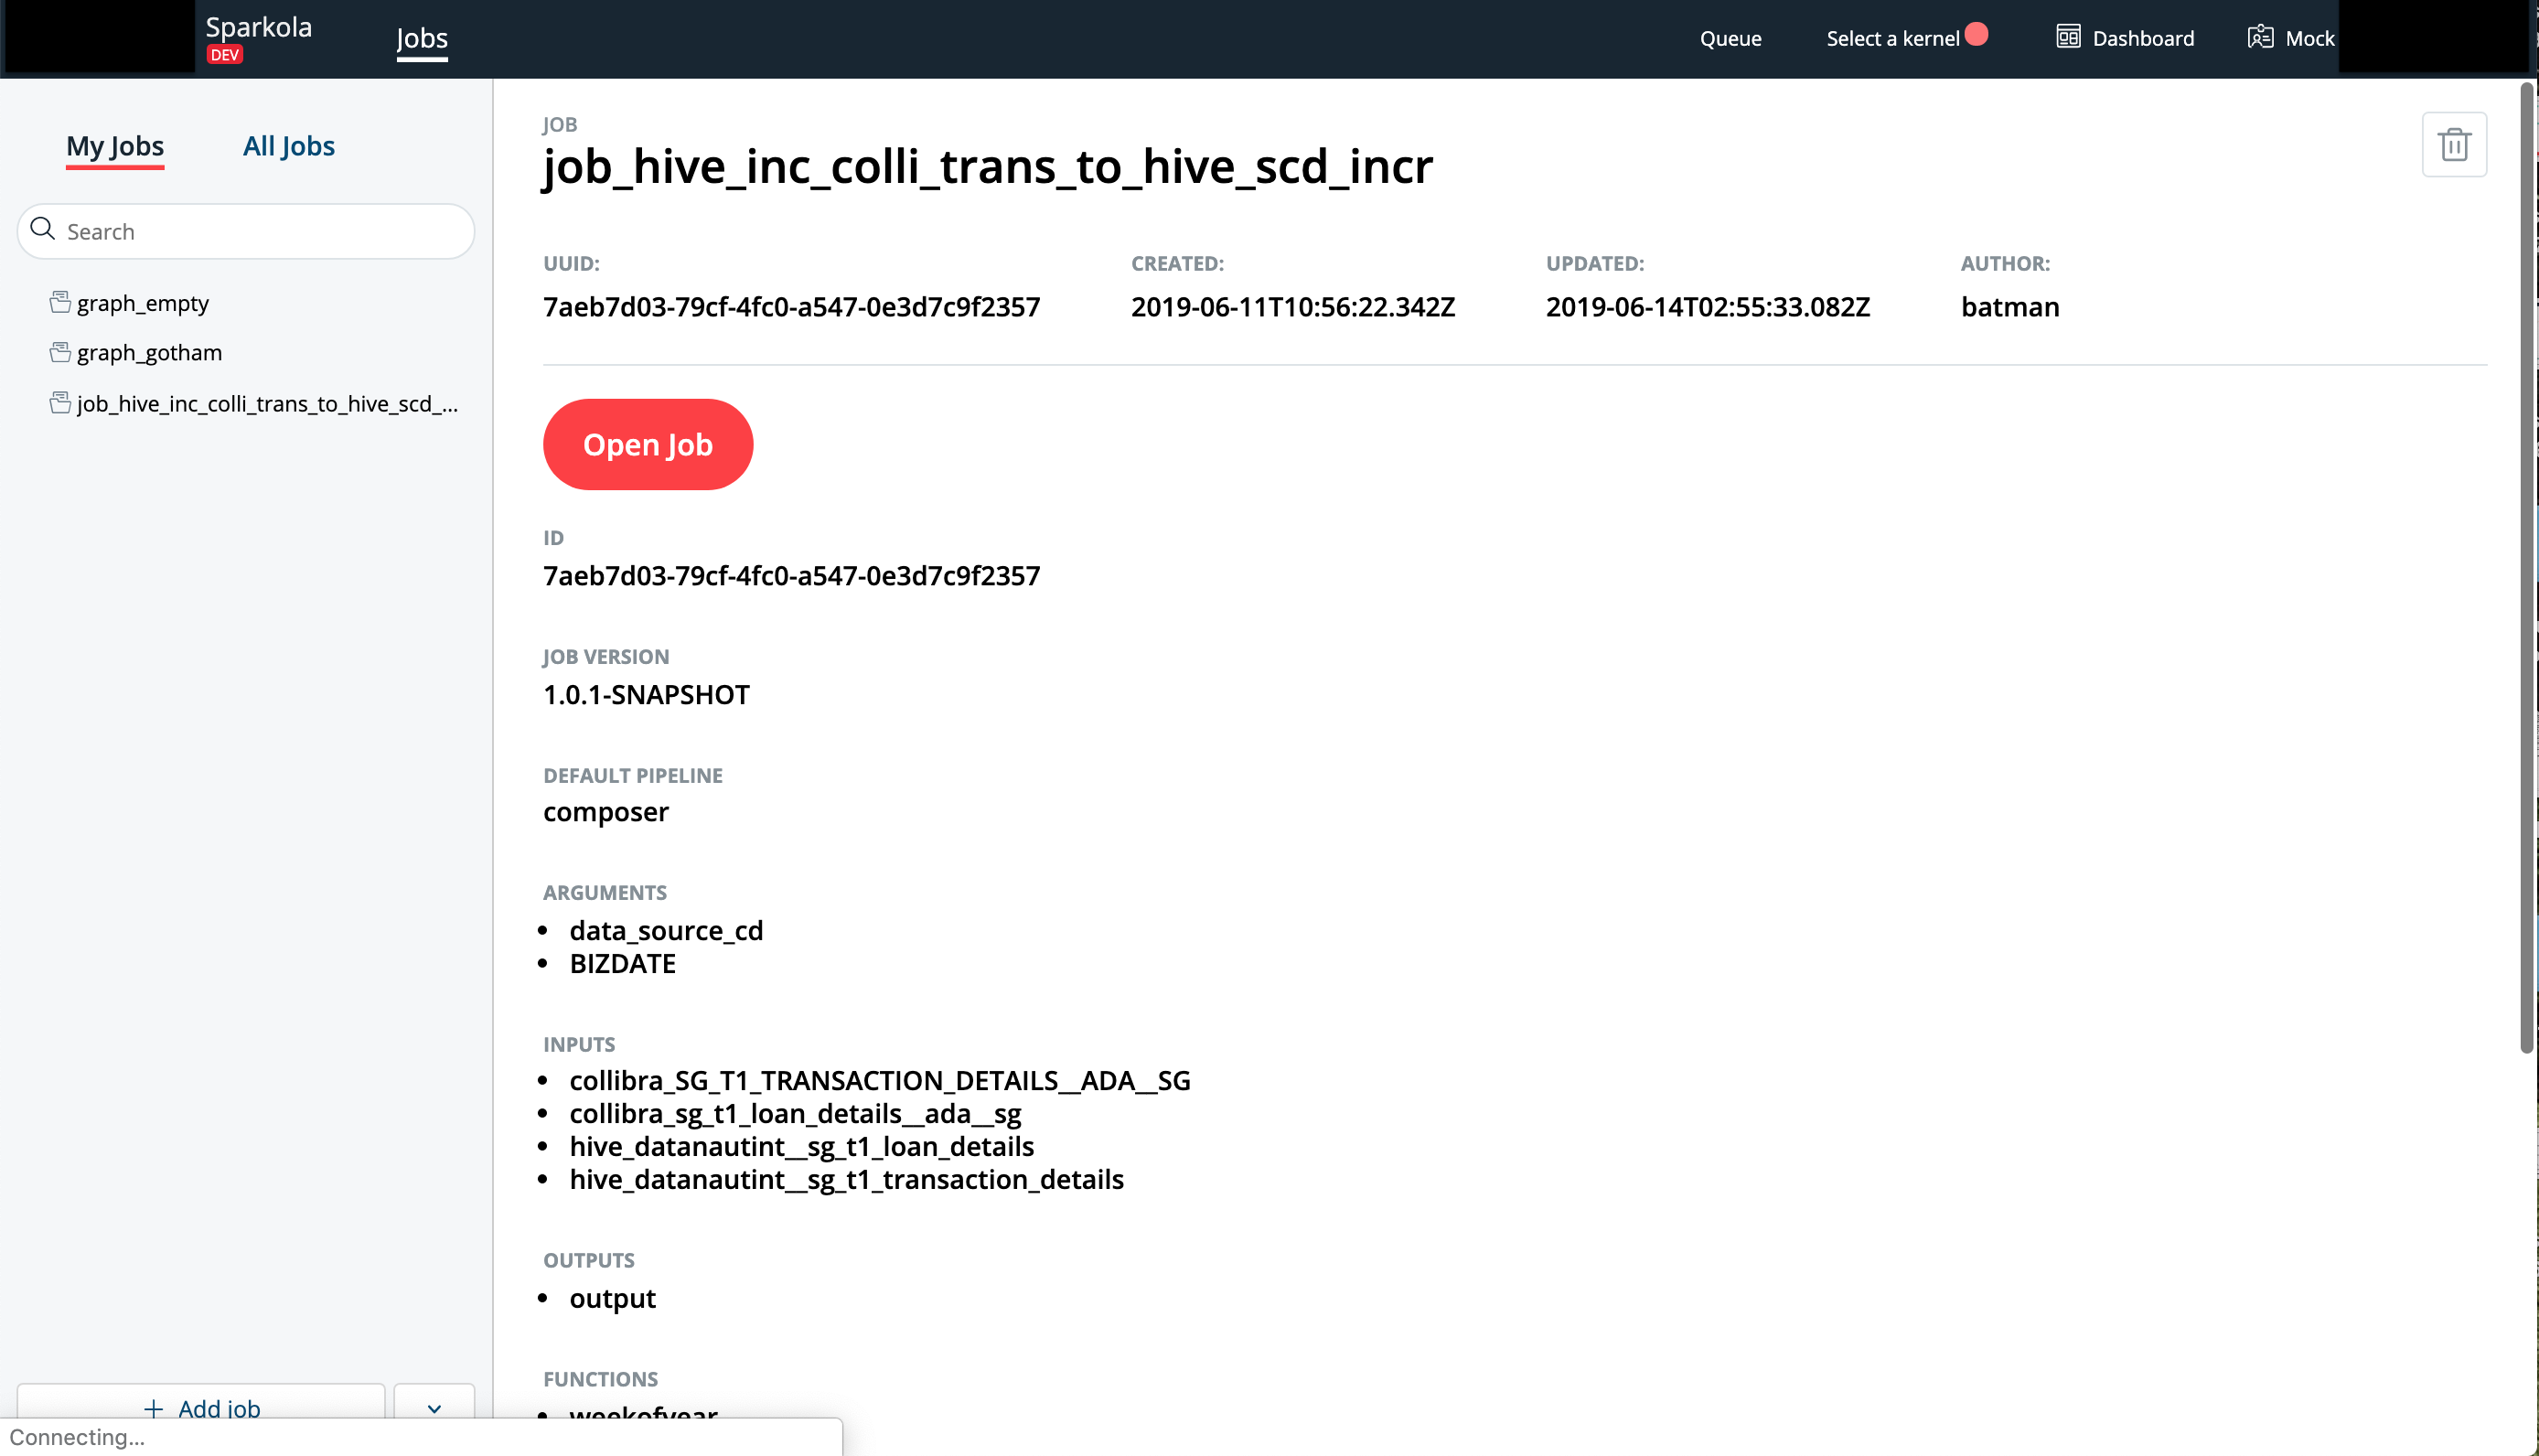 Sparkola
DEV
Jobs
Queue
Select a kernel
Dashboard
Mock
My Jobs
All Jobs
Search
graph_empty
graph_gotham
job_hive_inc_colli_trans_to_hive_scd_...
+ Add job
Connecting...
JOB
job_hive_inc_colli_trans_to_hive_scd_incr
UUID: CREATED: UPDATED: AUTHOR:
7aeb7d03-79cf-4fc0-a547-0e3d7c9f2357 2019-06-11T10:56:22.342Z 2019-06-14T02:55:33.082Z batman
Open Job
ID
7aeb7d03-79cf-4fc0-a547-0e3d7c9f2357
JOB VERSION
1.0.1-SNAPSHOT
DEFAULT PIPELINE
composer
ARGUMENTS
• data_source_cd
• BIZDATE
INPUTS
• collibra_SG_T1_TRANSACTION_DETAILS__ADA__SG
• collibra_sg_t1_loan_details__ada__sg
• hive_datanautint__sg_t1_loan_details
• hive_datanautint__sg_t1_transaction_details
OUTPUTS
• output
FUNCTIONS
• weekofyear